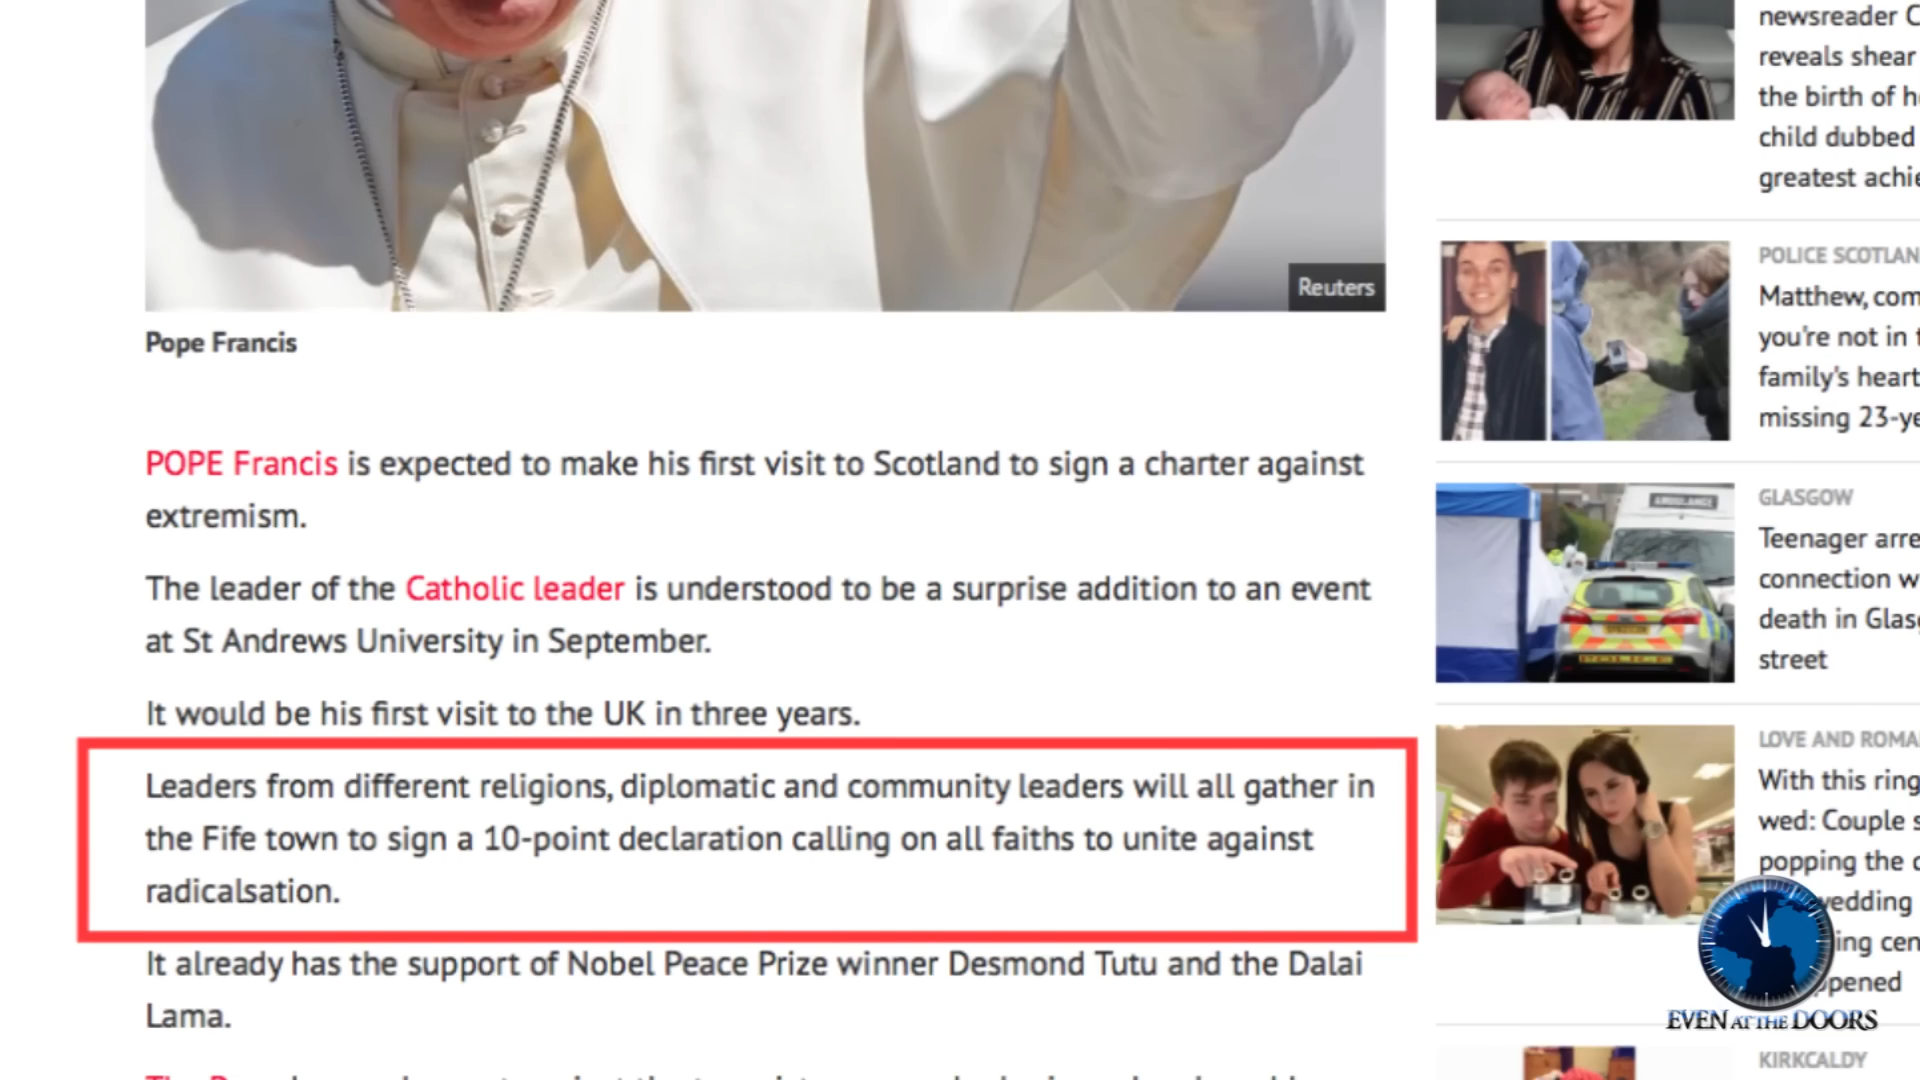 Reuters
Pope Francis
POPE Francis is expected to make his first visit to Scotland to sign a charter against
extremism.
The leader of the Catholic leader is understood to be a surprise addition to an event
at St Andrews University in September.
It would be his first visit to the UK in three years.
Leaders from different religions, diplomatic and community leaders will all gather in
the Fife town to sign a 10-point declaration calling on all faiths to unite against
radicalsation.
It already has the support of Nobel Peace Prize winner Desmond Tutu and the Dalai
Lama.
newsreader C
reveals shear
the birth of h
child dubbed
greatest achie
POLICE SCOTLAN
Matthew, com
you're not in t
family's heart
missing 23-ye
GLASGOW
Teenager arre
connection w
death in Glas
street
AMBULANCE
LOVE AND ROMA
With this ring
wed: Couple s
popping the
wedding
ing cen
ppened
EVEN AT THE DOORS
KIRKCALDY